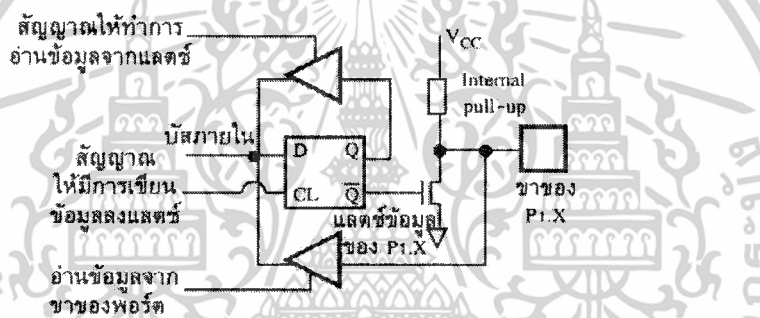 สัญญาณให้ทำการ
อ่านข้อมูลจากแลตช์
VCC
Internal
pull-up
บัสภายใน
สัญญาณ
ให้มีการเขียน
ข้อมูลลงแลตช์
D
Q
CL
Q̅
แลตช์ข้อมูล
ของ P1.X
ขาของ
P1.X
อ่านข้อมูลจาก
ขาของพอร์ต